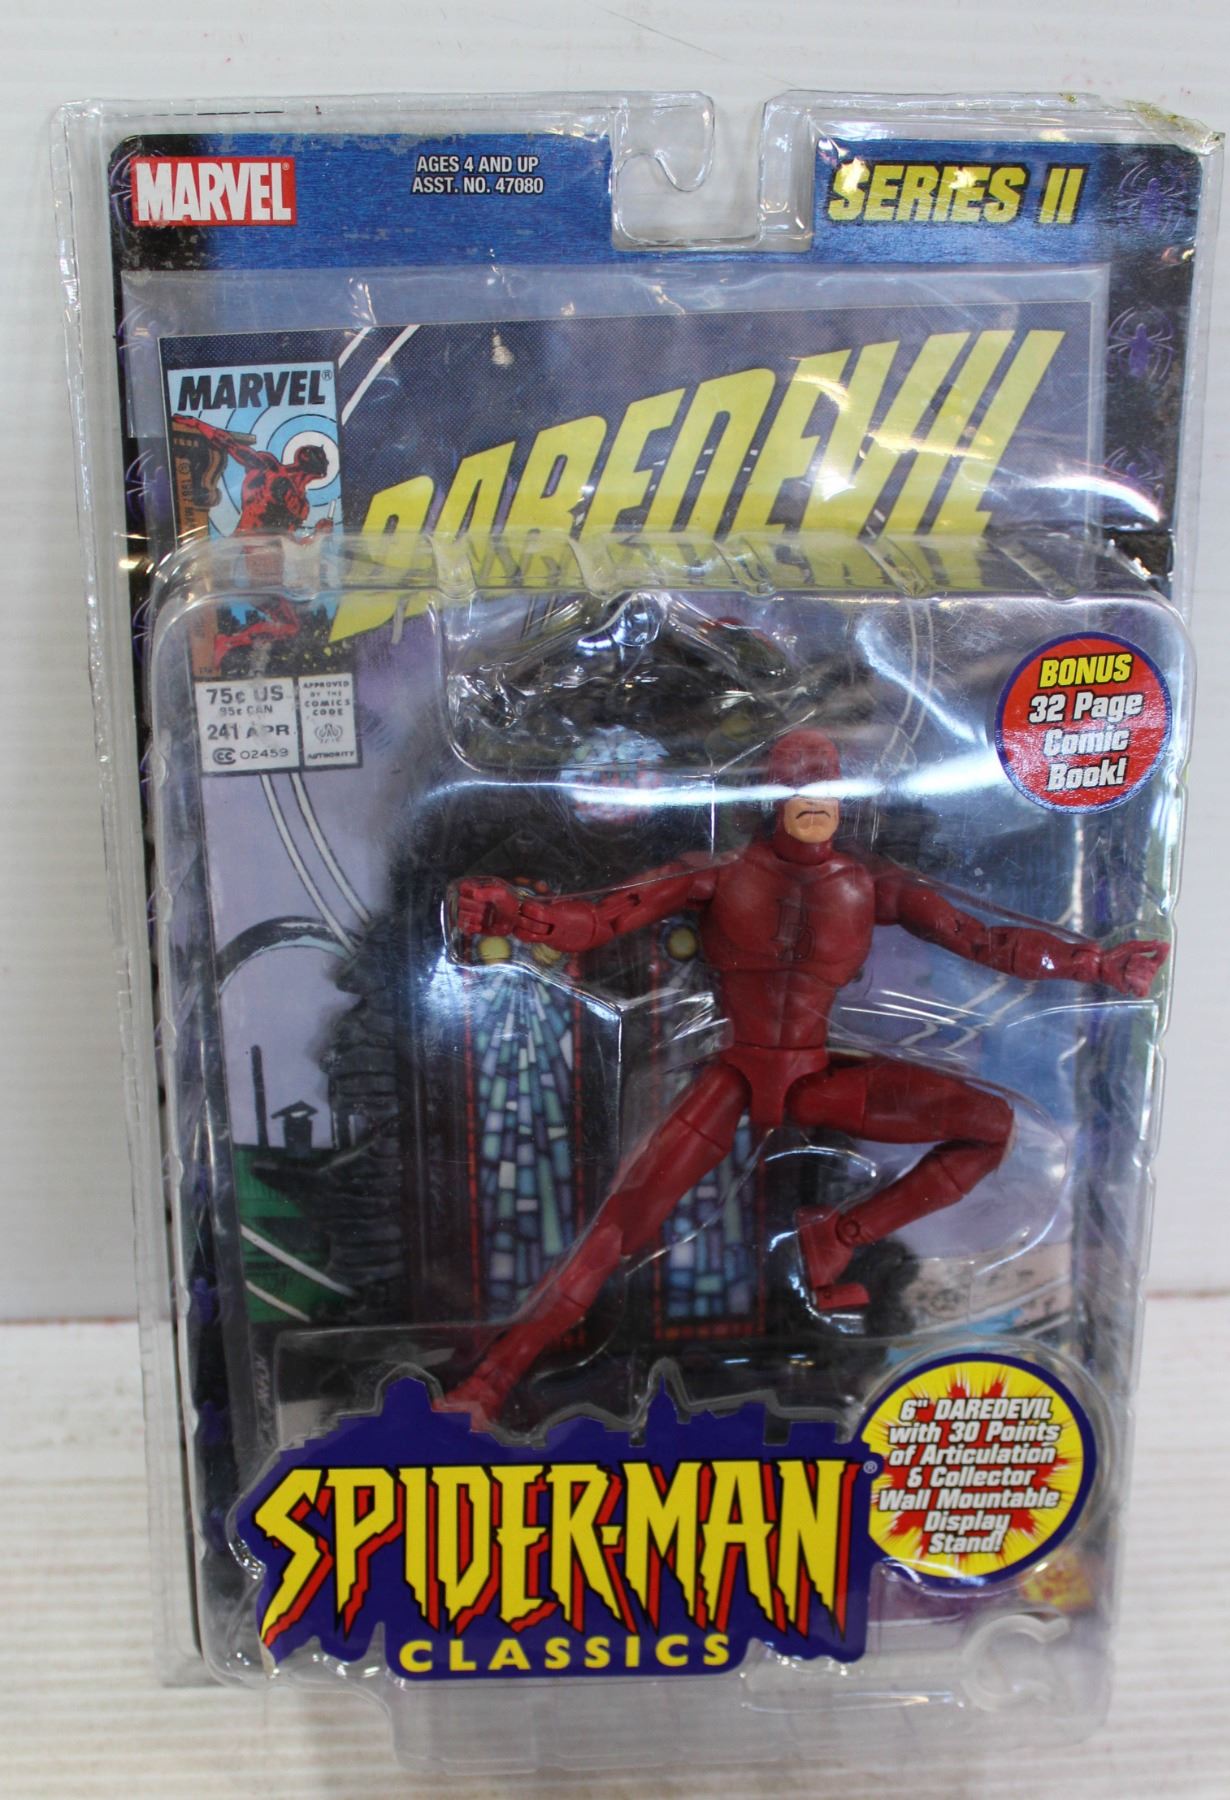 MARVEL®
AGES 4 AND UP
ASST. NO. 47080
SERIES II
MARVEL®
DAREDEVIL
75¢ US
95¢ CAN
241 APR
CC 02459
APPROVED
BY THE
COMICS
CODE
AUTHORITY
BONUS
32 Page
Comic
Book!
DD
6" DAREDEVIL
with 30 Points
of Articulation
& Collector
Wall Mountable
Display
Stand!
SPIDER-MAN®
CLASSICS